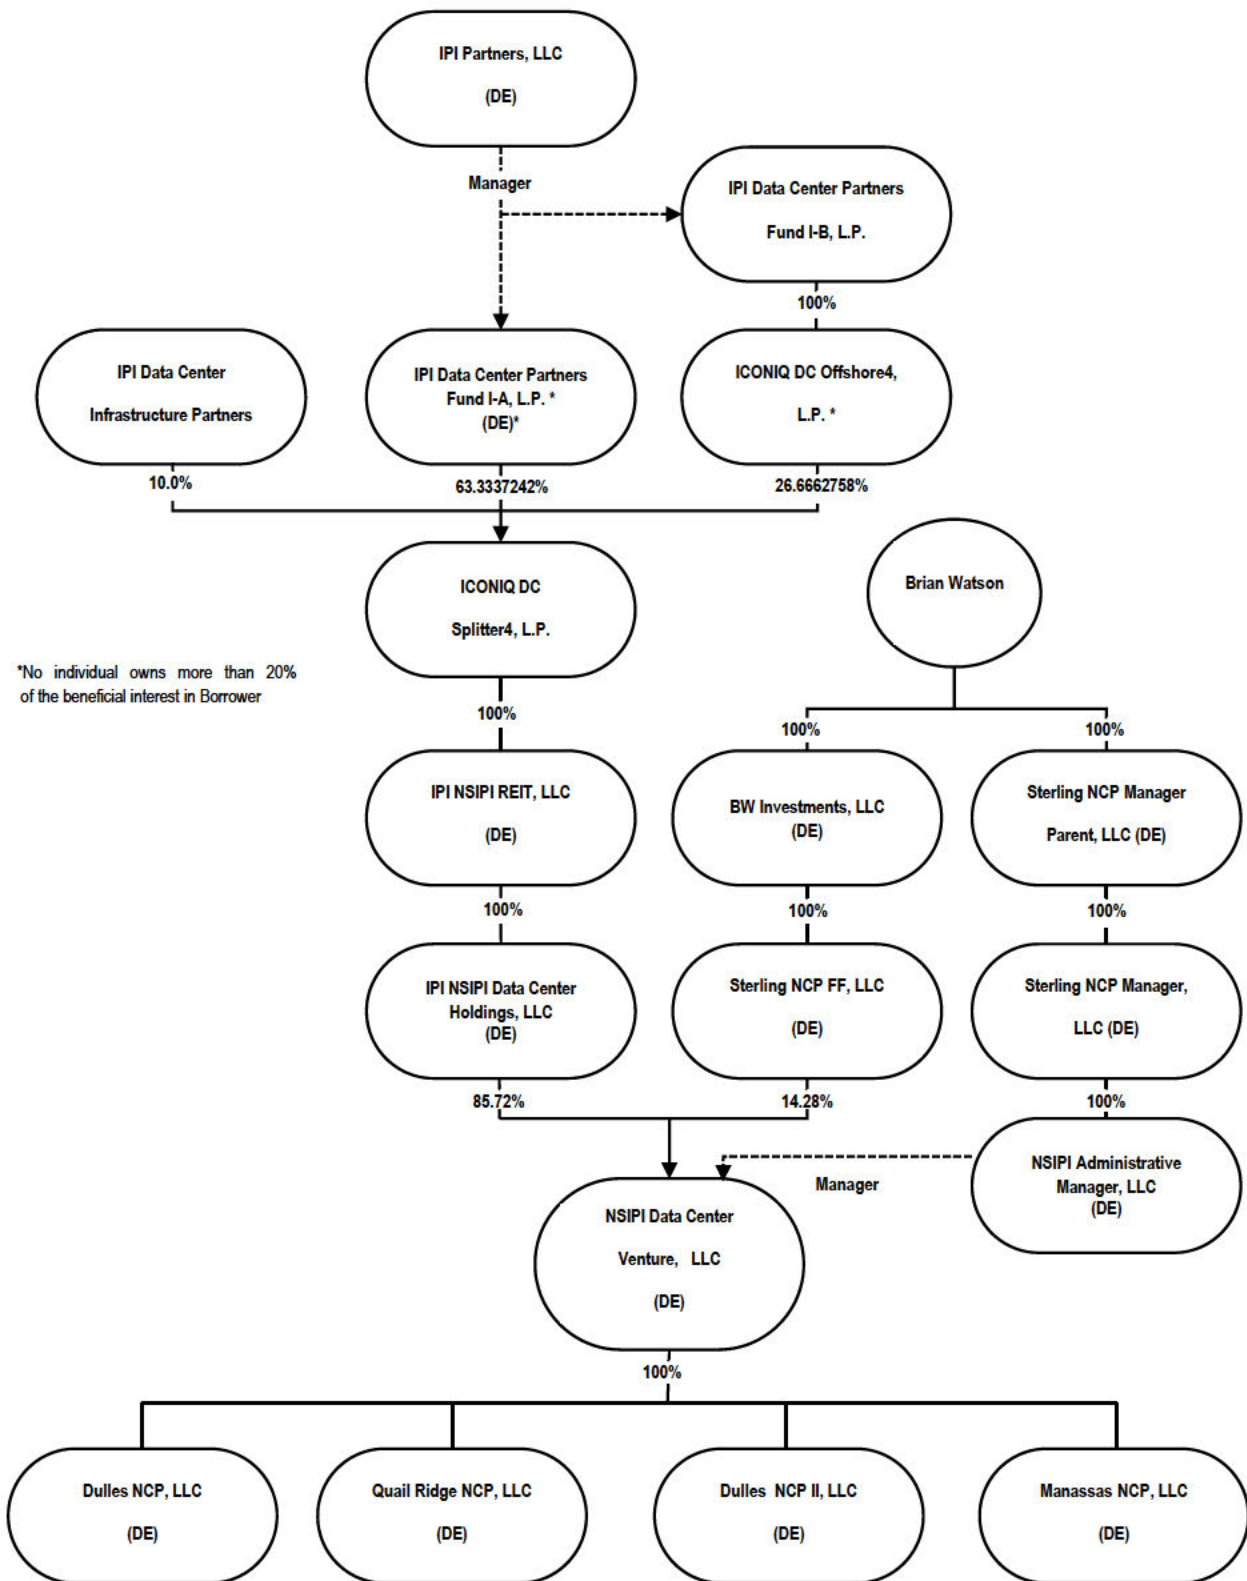 IPI Partners, LLC
(DE)
Manager
IPI Data Center Partners
Fund I-B, L.P.
100%
IPI Data Center
Infrastructure Partners
IPI Data Center Partners
Fund I-A, L.P. *
(DE)*
ICONIQ DC Offshore4,
L.P. *
10.0%
63.3337242%
26.6662758%
ICONIQ DC
Splitter4, L.P.
Brian Watson
*No individual owns more than 20%
of the beneficial interest in Borrower
100%
100%
100%
IPI NSIPI REIT, LLC
(DE)
BW Investments, LLC
(DE)
Sterling NCP Manager
Parent, LLC (DE)
100%
100%
100%
IPI NSIPI Data Center
Holdings, LLC
(DE)
Sterling NCP FF, LLC
(DE)
Sterling NCP Manager,
LLC (DE)
85.72%
14.28%
100%
Manager
NSIPI Administrative
Manager, LLC
(DE)
NSIPI Data Center
Venture, LLC
(DE)
100%
Dulles NCP, LLC
(DE)
Quail Ridge NCP, LLC
(DE)
Dulles NCP II, LLC
(DE)
Manassas NCP, LLC
(DE)